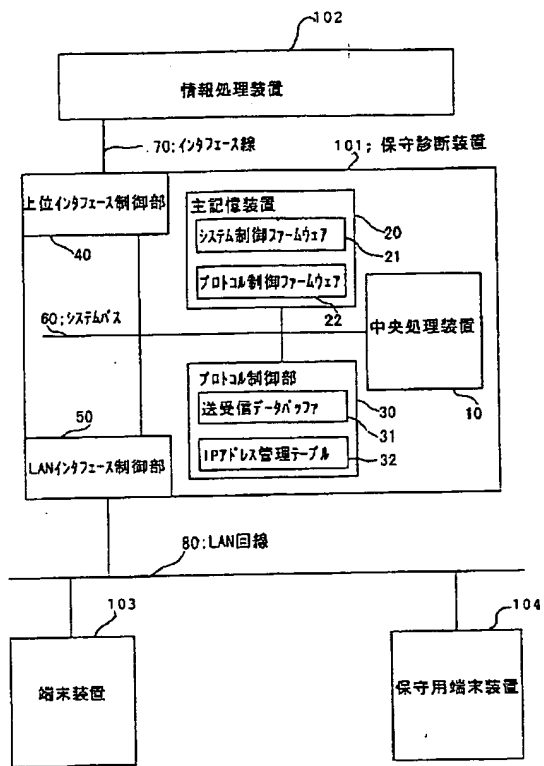 102
情報処理装置
70:インタフェース線
101; 保守診断装置
上位インタフェース制御部
40
主記憶装置
20
システム制御ファームウェア
21
プロトコル制御ファームウェア
22
60:システムバス
中央処理装置
10
プロトコル制御部
30
送受信データバッファ
31
IPアドレス管理テーブル
32
50
LANインタフェース制御部
80:LAN回線
103
端末装置
104
保守用端末装置